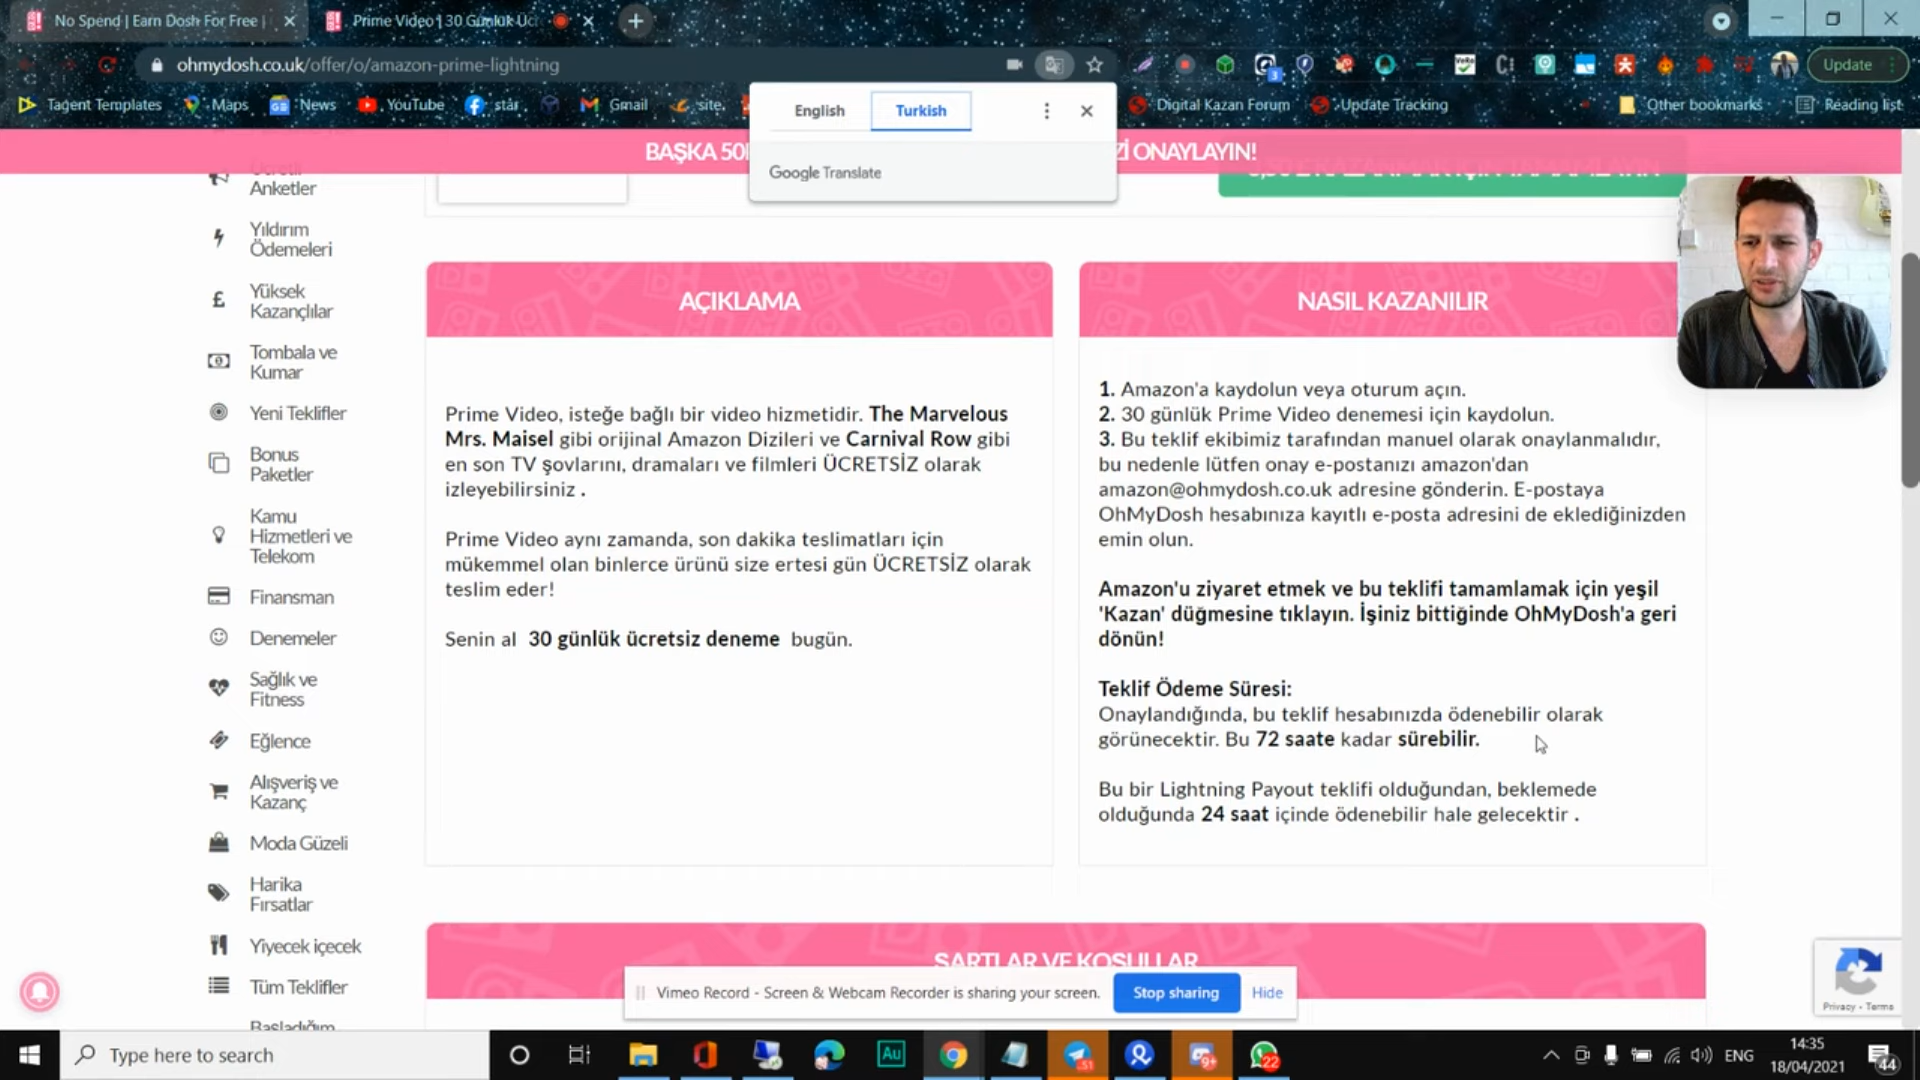 No Spend | Earn Dosh For Free |
Prime Video | 30 Günlük Üc
ohmydosh.co.uk/offer/o/amazon-prime-lightning
Update
Tagent Templates
Maps
News
YouTube
star
Gmail
site.
Digital Kazan Forum
Update Tracking
Other bookmarks
Reading list
English
Turkish
Google Translate
BAŞKA 50
Zİ ONAYLAYIN!
Anketler
Yıldırım
Ödemeleri
Yüksek
Kazançlılar
Tombala ve
Kumar
Yeni Teklifler
Bonus
Paketler
Kamu
Hizmetleri ve
Telekom
Finansman
Denemeler
Sağlık ve
Fitness
Eğlence
Alışveriş ve
Kazanç
Moda Güzeli
Harika
Fırsatlar
Yiyecek içecek
Tüm Teklifler
Başladığım
AÇIKLAMA
Prime Video, isteğe bağlı bir video hizmetidir. The Marvelous
Mrs. Maisel gibi orijinal Amazon Dizileri ve Carnival Row gibi
en son TV şovlarını, dramaları ve filmleri ÜCRETSİZ olarak
izleyebilirsiniz .
Prime Video aynı zamanda, son dakika teslimatları için
mükemmel olan binlerce ürünü size ertesi gün ÜCRETSİZ olarak
teslim eder!
Senin al 30 günlük ücretsiz deneme bugün.
NASIL KAZANILIR
1. Amazon'a kaydolun veya oturum açın.
2. 30 günlük Prime Video denemesi için kaydolun.
3. Bu teklif ekibimiz tarafından manuel olarak onaylanmalıdır,
bu nedenle lütfen onay e-postanızı amazon'dan
amazon@ohmydosh.co.uk adresine gönderin. E-postaya
OhMyDosh hesabınıza kayıtlı e-posta adresini de eklediğinizden
emin olun.
Amazon'u ziyaret etmek ve bu teklifi tamamlamak için yeşil
'Kazan' düğmesine tıklayın. İşiniz bittiğinde OhMyDosh'a geri
dönün!
Teklif Ödeme Süresi:
Onaylandığında, bu teklif hesabınızda ödenebilir olarak
görünecektir. Bu 72 saate kadar sürebilir.
Bu bir Lightning Payout teklifi olduğundan, beklemede
olduğunda 24 saat içinde ödenebilir hale gelecektir .
ŞARTLAR VE KOŞULLAR
Vimeo Record - Screen & Webcam Recorder is sharing your screen.
Stop sharing
Hide
Privacy - Terms
Type here to search
Au
9+
22
ENG
14:35
18/04/2021
44